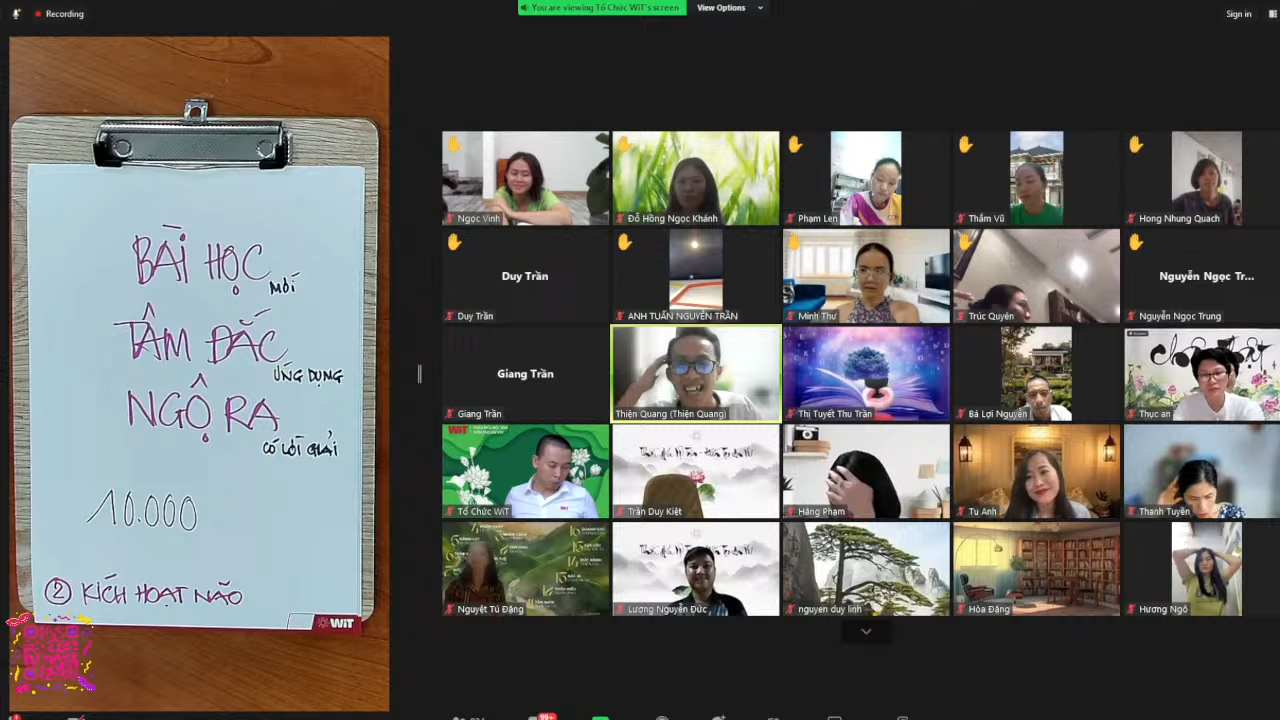 Recording
You are viewing Tổ Chức WiT's screen
View Options
Sign in
BÀI HỌC
MỚI
TÂM ĐẮC
ỨNG DỤNG
NGỘ RA
CÓ LỜI GIẢI
10.000
② KÍCH HOẠT NÃO
WiT
Ngọc Vinh
Đỗ Hồng Ngọc Khánh
Phạm Len
Thắm Vũ
Hong Nhung Quach
Duy Trần
Duy Trần
ANH TUẤN NGUYỄN TRẦN
Minh Thư
Trúc Quyên
Nguyễn Ngọc Tr...
Nguyễn Ngọc Trung
Giang Trần
Giang Trần
Thiện Quang (Thiện Quang)
Thị Tuyết Thu Trần
Bá Lợi Nguyên
Thục an
WiT
Tổ Chức WiT
Trần Duy Kiệt
Hằng Phạm
Tu Anh
Thanh Tuyền
Nguyệt Tú Đặng
Lương Nguyễn Đức
nguyen duy linh
Hòa Đặng
Hương Ngô
99+